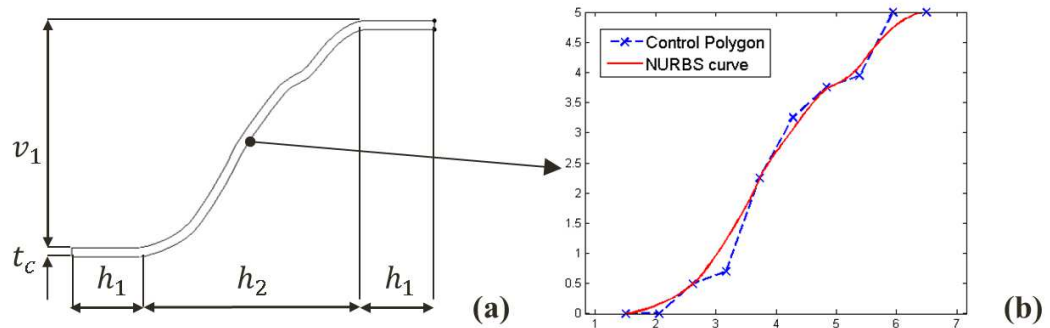 v₁
t_c
h₁
h₂
h₁
(a)
Control Polygon
NURBS curve
5
4.5
4
3.5
3
2.5
2
1.5
1
0.5
0
1 2 3 4 5 6 7
(b)